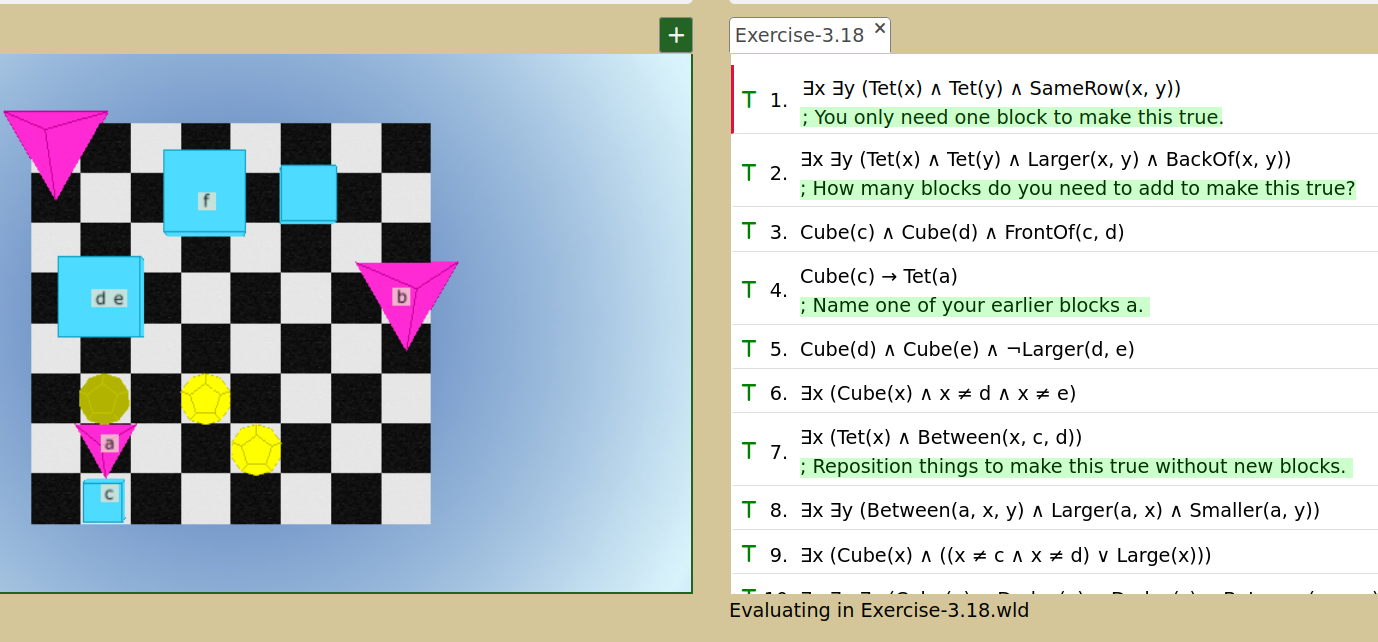 +
Exercise-3.18 ×
T 1. ∃x ∃y (Tet(x) ∧ Tet(y) ∧ SameRow(x, y))
; You only need one block to make this true.
T 2. ∃x ∃y (Tet(x) ∧ Tet(y) ∧ Larger(x, y) ∧ BackOf(x, y))
; How many blocks do you need to add to make this true?
T 3. Cube(c) ∧ Cube(d) ∧ FrontOf(c, d)
T 4. Cube(c) → Tet(a)
; Name one of your earlier blocks a.
T 5. Cube(d) ∧ Cube(e) ∧ ¬Larger(d, e)
T 6. ∃x (Cube(x) ∧ x ≠ d ∧ x ≠ e)
T 7. ∃x (Tet(x) ∧ Between(x, c, d))
; Reposition things to make this true without new blocks.
T 8. ∃x ∃y (Between(a, x, y) ∧ Larger(a, x) ∧ Smaller(a, y))
T 9. ∃x (Cube(x) ∧ ((x ≠ c ∧ x ≠ d) ∨ Large(x)))
Evaluating in Exercise-3.18.wld
f
d e
b
a
c